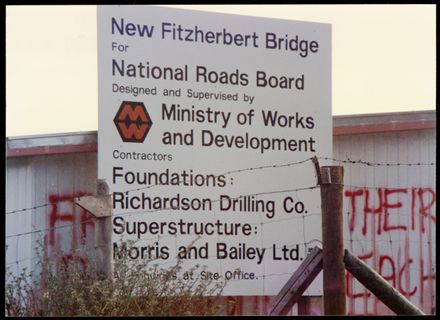 New Fitzherbert Bridge
For
National Roads Board
Designed and Supervised by
Ministry of Works
and Development
Contractors
Foundations:
Richardson Drilling Co.
Superstructure:
Morris and Bailey Ltd.
at Site Office.
THEIR
EACH